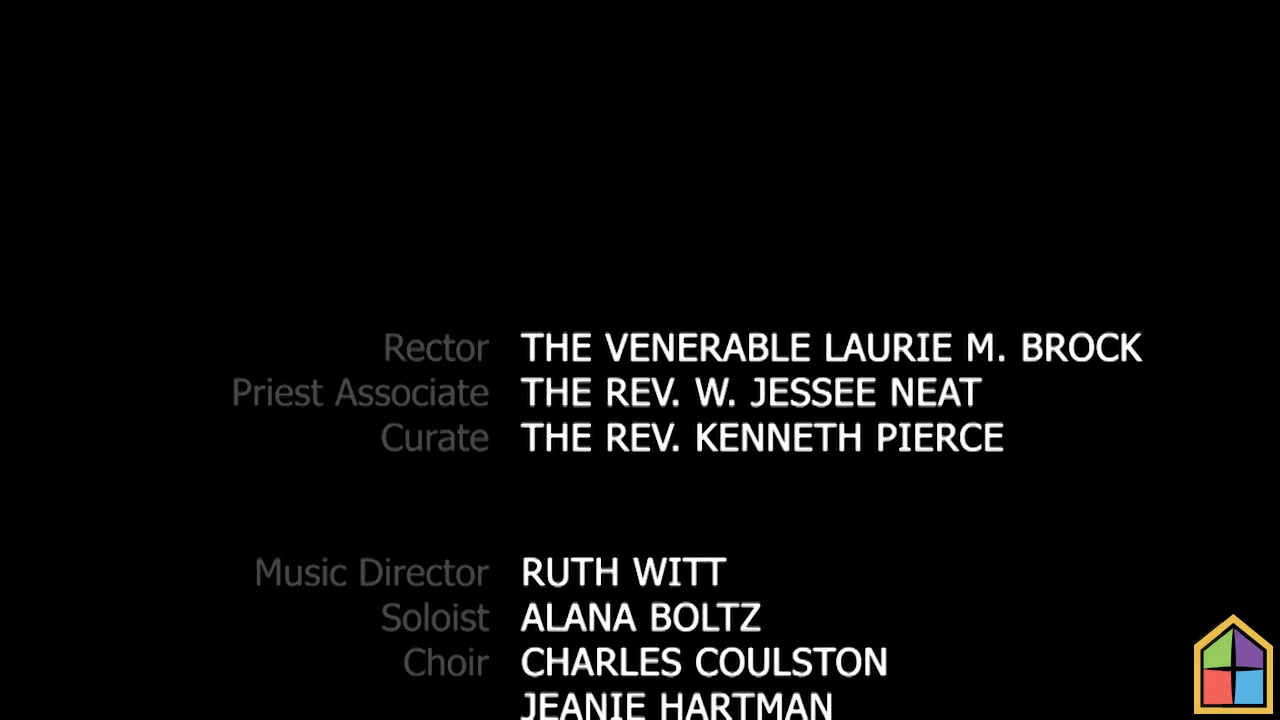 Rector THE VENERABLE LAURIE M. BROCK
Priest Associate THE REV. W. JESSEE NEAT
Curate THE REV. KENNETH PIERCE
Music Director RUTH WITT
Soloist ALANA BOLTZ
Choir CHARLES COULSTON
JEANIE HARTMAN